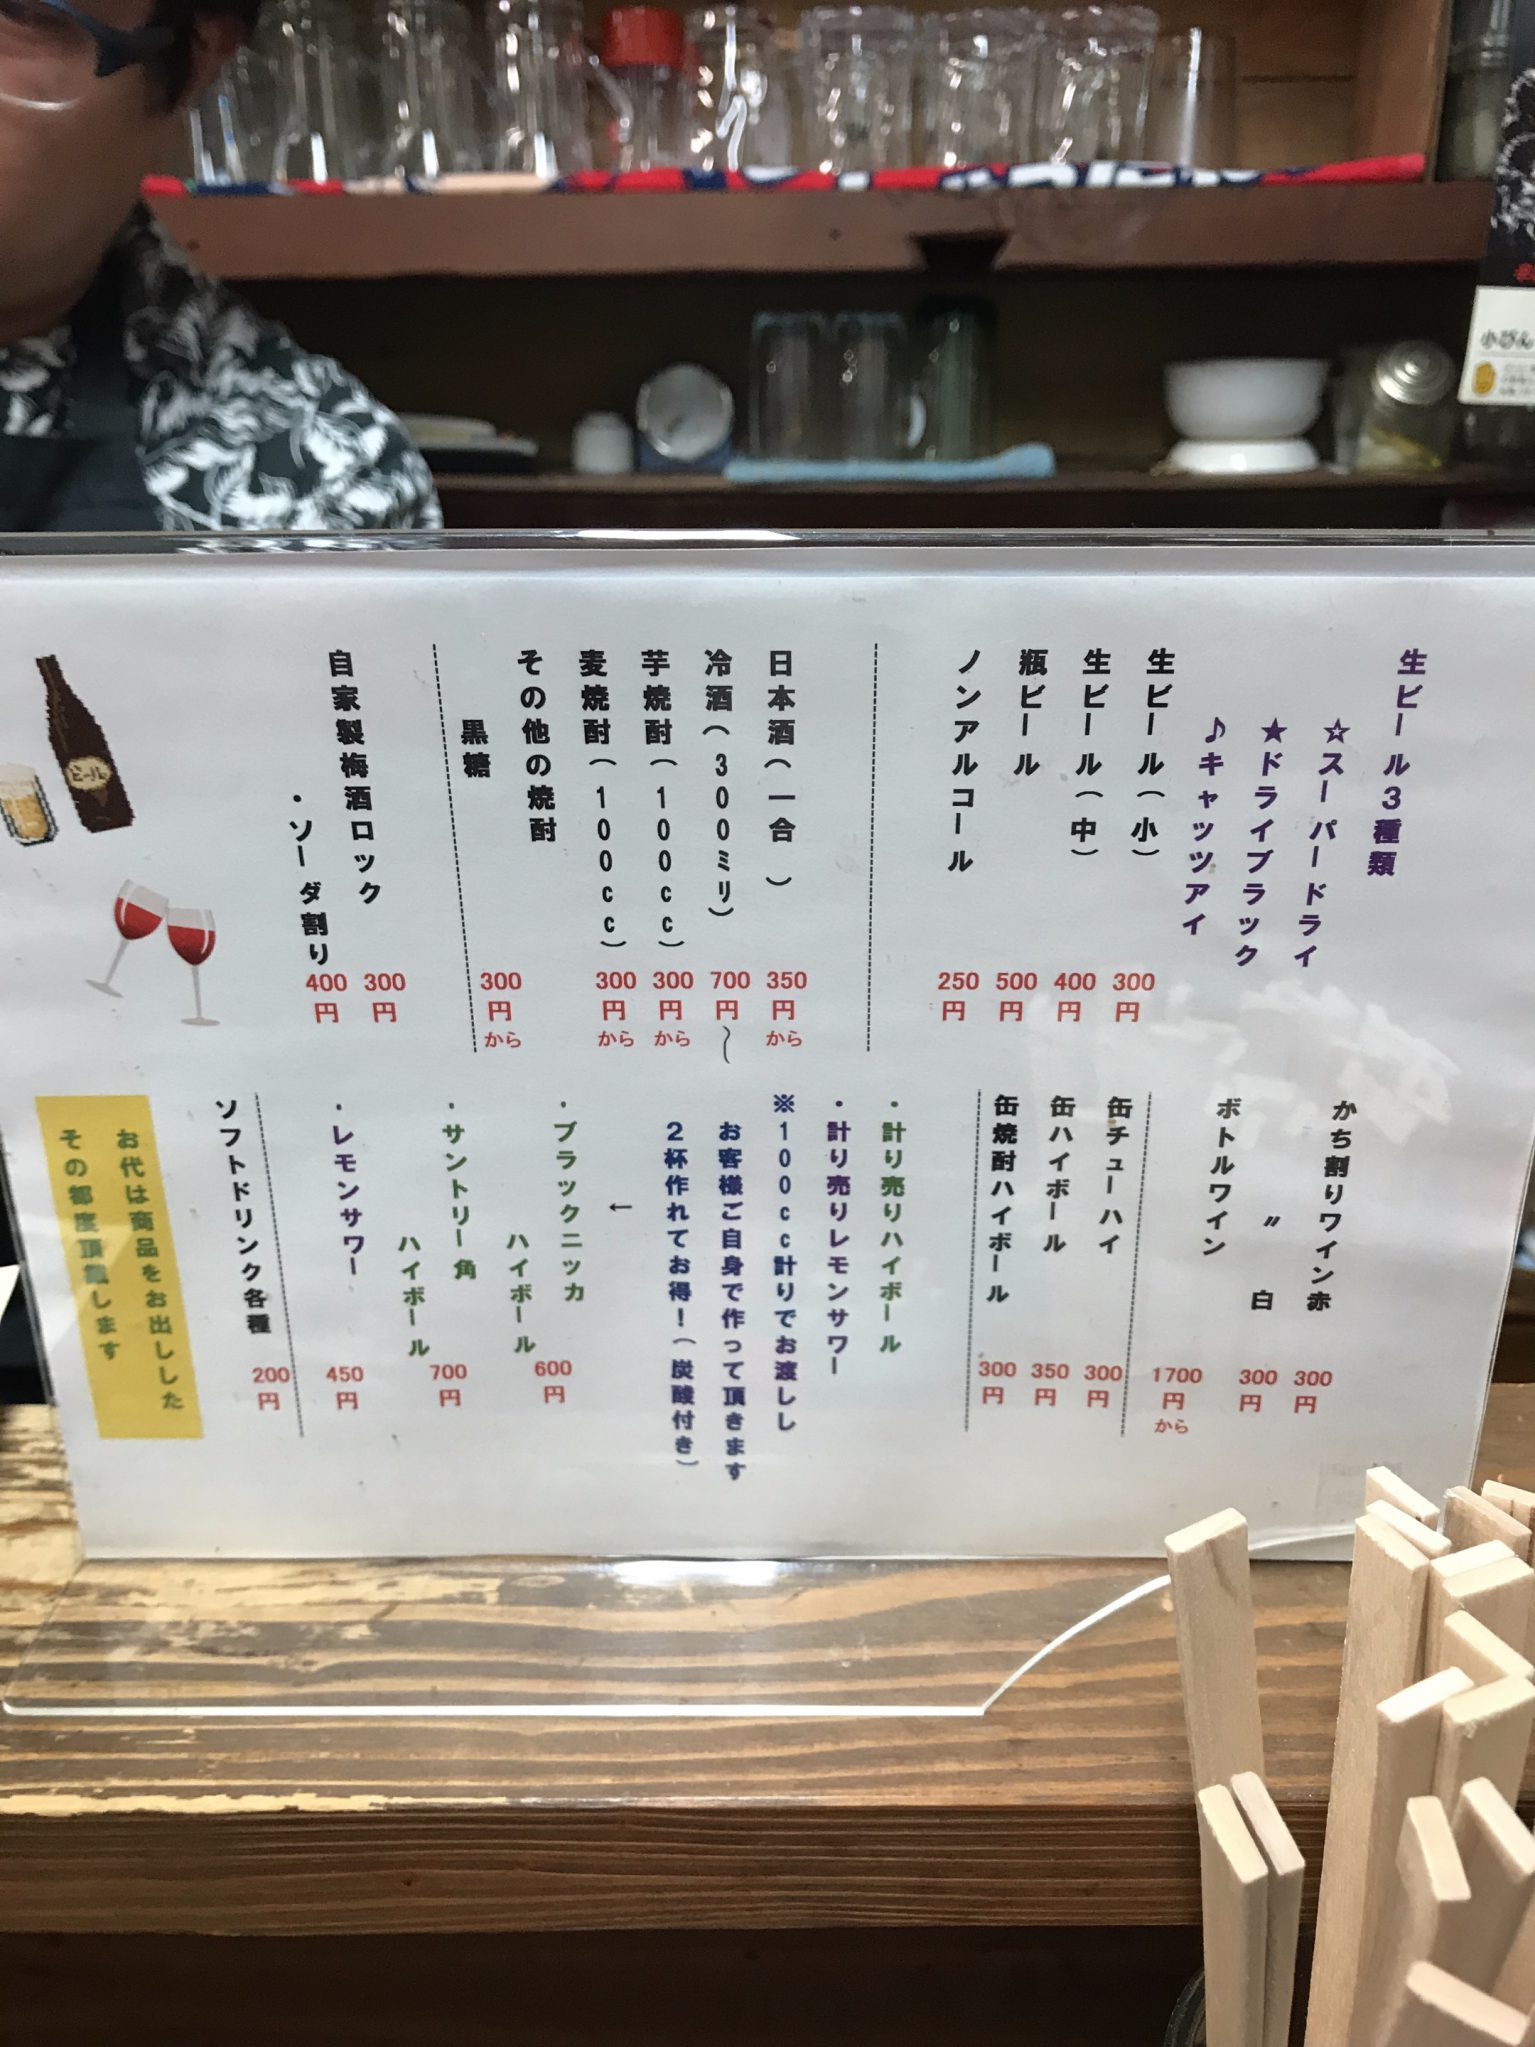 生ビール3種類
☆スーパードライ
★ドライブラック
♪キャッツアイ
生ビール（小） 300円
生ビール（中） 400円
瓶ビール 500円
ノンアルコール 250円
日本酒（一合 ） 350円から
冷酒（300ミリ） 700円〜
芋焼酎（100cc） 300円から
麦焼酎（100cc） 300円から
その他の焼酎
黒糖 300円から
自家製梅酒ロック 300円
・ソーダ割り 400円
かち割りワイン赤 300円
〃 白 300円
ボトルワイン 1700円から
缶チューハイ 300円
缶ハイボール 350円
缶焼酎ハイボール 300円
・計り売りハイボール
・計り売りレモンサワー
※100cc計りでお渡しし
お客様ご自身で作って頂きます
2杯作れてお得！（炭酸付き）
←
・ブラックニッカ
ハイボール 600円
・サントリー角
ハイボール 700円
・レモンサワー 450円
ソフトドリンク各種 200円
お代は商品をお出しした
その都度頂戴します
ビール
小びん